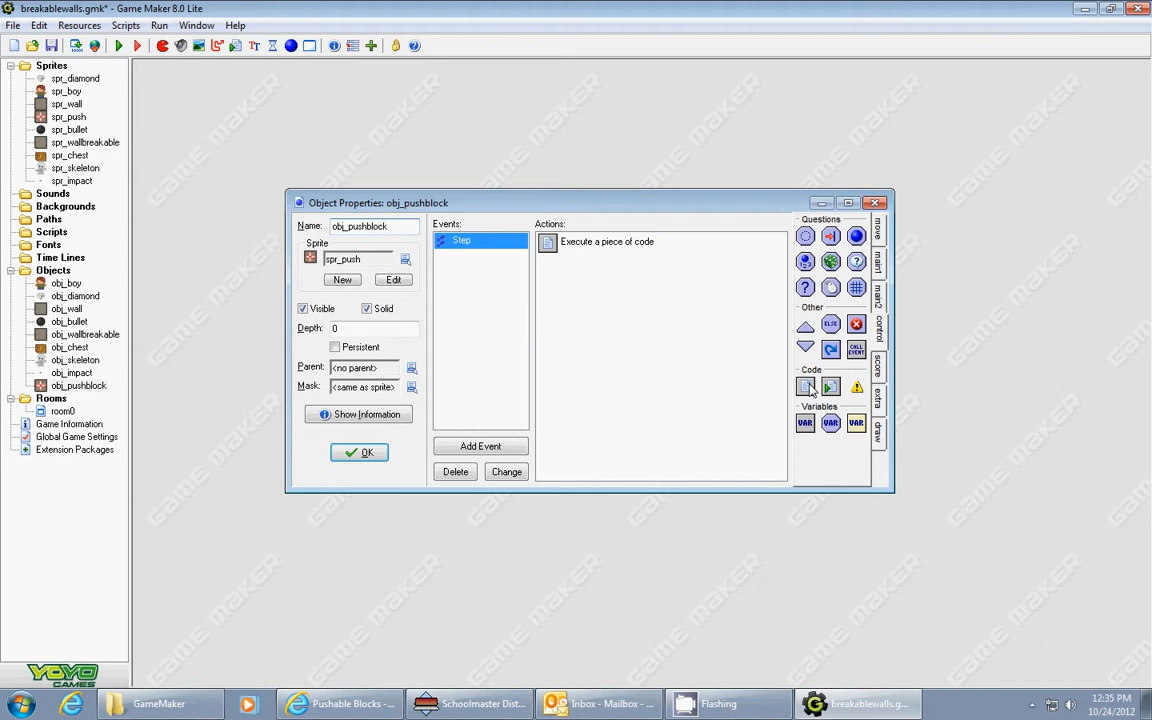 breakablewalls.gmk* - Game Maker 8.0 Lite
File Edit Resources Scripts Run Window Help
Sprites
spr_diamond
spr_boy
spr_wall
spr_push
spr_bullet
spr_wallbreakable
spr_chest
spr_skeleton
spr_impact
Sounds
Backgrounds
Paths
Scripts
Fonts
Time Lines
Objects
obj_boy
obj_diamond
obj_wall
obj_bullet
obj_wallbreakable
obj_chest
obj_skeleton
obj_impact
obj_pushblock
Rooms
room0
Game Information
Global Game Settings
Extension Packages
YOYO
GAMES
Object Properties: obj_pushblock
Name: obj_pushblock
Sprite
spr_push
New Edit
Visible Solid
Depth: 0
Persistent
Parent: <no parent>
Mask: <same as sprite>
Show Information
OK
Events:
Step
Add Event
Delete Change
Actions:
Execute a piece of code
Questions
Other
ELSE
CALL EVENT
Code
Variables
VAR VAR VAR
move
main1
main2
control
score
extra
draw
GAME MAKER
GameMaker
Pushable Blocks -...
Schoolmaster Dist...
Inbox - Mailbox - ...
Flashing
breakablewalls.g...
12:35 PM
10/24/2012